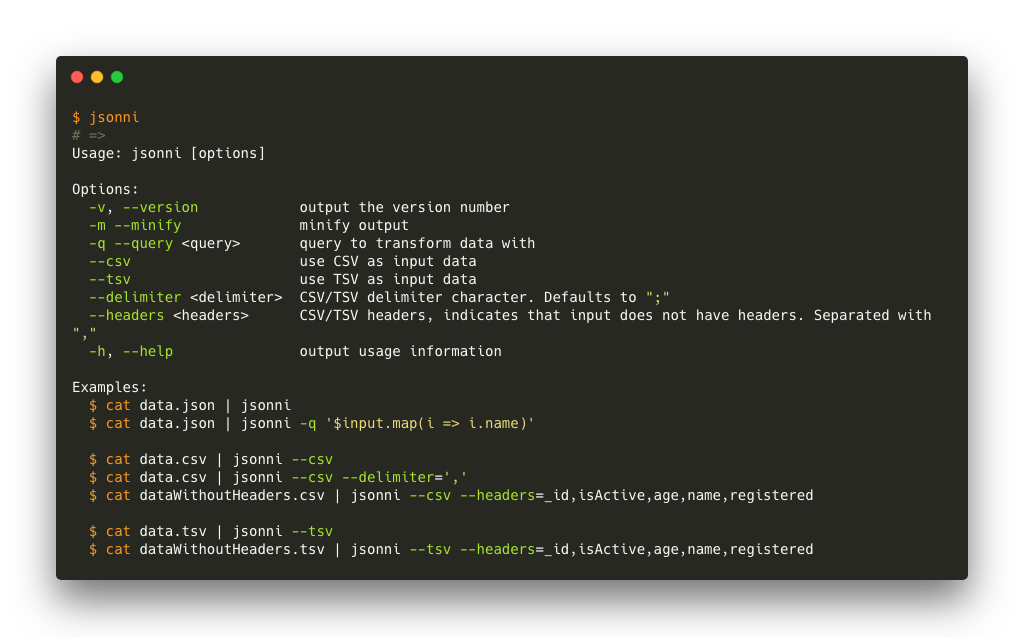 $ jsonni
# =>
Usage: jsonni [options]
Options:
-v, --version output the version number
-m --minify minify output
-q --query <query> query to transform data with
--csv use CSV as input data
--tsv use TSV as input data
--delimiter <delimiter> CSV/TSV delimiter character. Defaults to ";"
--headers <headers> CSV/TSV headers, indicates that input does not have headers. Separated with
","
-h, --help output usage information
Examples:
$ cat data.json | jsonni
$ cat data.json | jsonni -q '$input.map(i => i.name)'
$ cat data.csv | jsonni --csv
$ cat data.csv | jsonni --csv --delimiter=','
$ cat dataWithoutHeaders.csv | jsonni --csv --headers=_id,isActive,age,name,registered
$ cat data.tsv | jsonni --tsv
$ cat dataWithoutHeaders.tsv | jsonni --tsv --headers=_id,isActive,age,name,registered